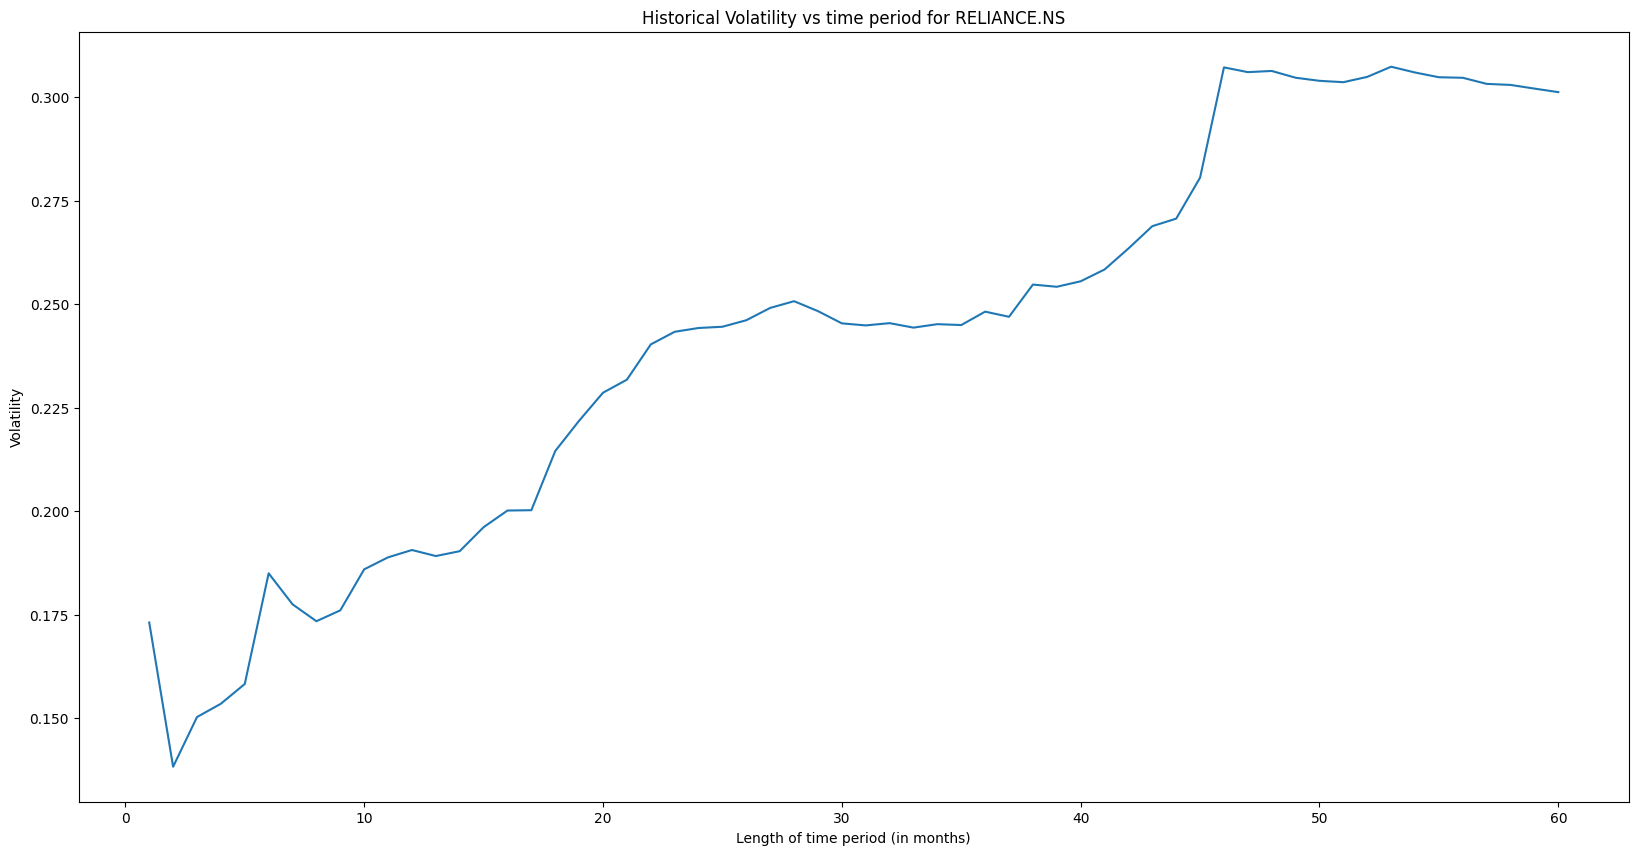 Historical Volatility vs time period for RELIANCE.NS
0.300
0.275
0.250
0.225
0.200
0.175
0.150
Volatility
0 10 20 30 40 50 60
Length of time period (in months)